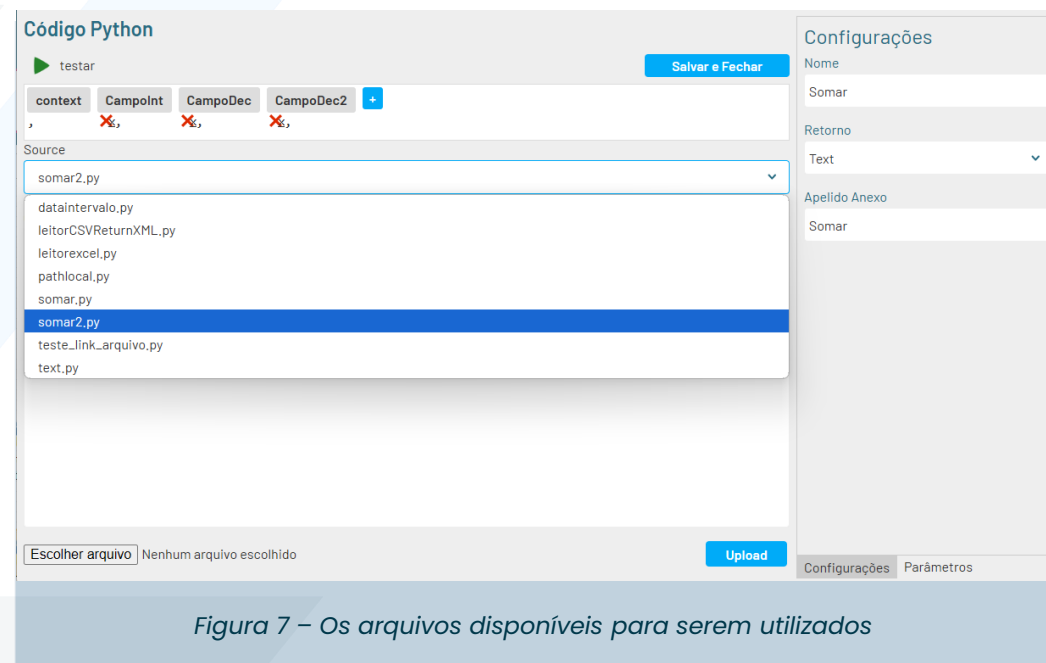 Código Python
testar
Salvar e Fechar
context CampoInt CampoDec CampoDec2 +
, x, x, x,
Source
somar2.py
dataintervalo.py
leitorCSVReturnXML.py
leitorexcel.py
pathlocal.py
somar.py
somar2.py
teste_link_arquivo.py
text.py
Escolher arquivo Nenhum arquivo escolhido
Upload
Configurações
Nome
Somar
Retorno
Text
Apelido Anexo
Somar
Configurações Parâmetros
Figura 7 – Os arquivos disponíveis para serem utilizados